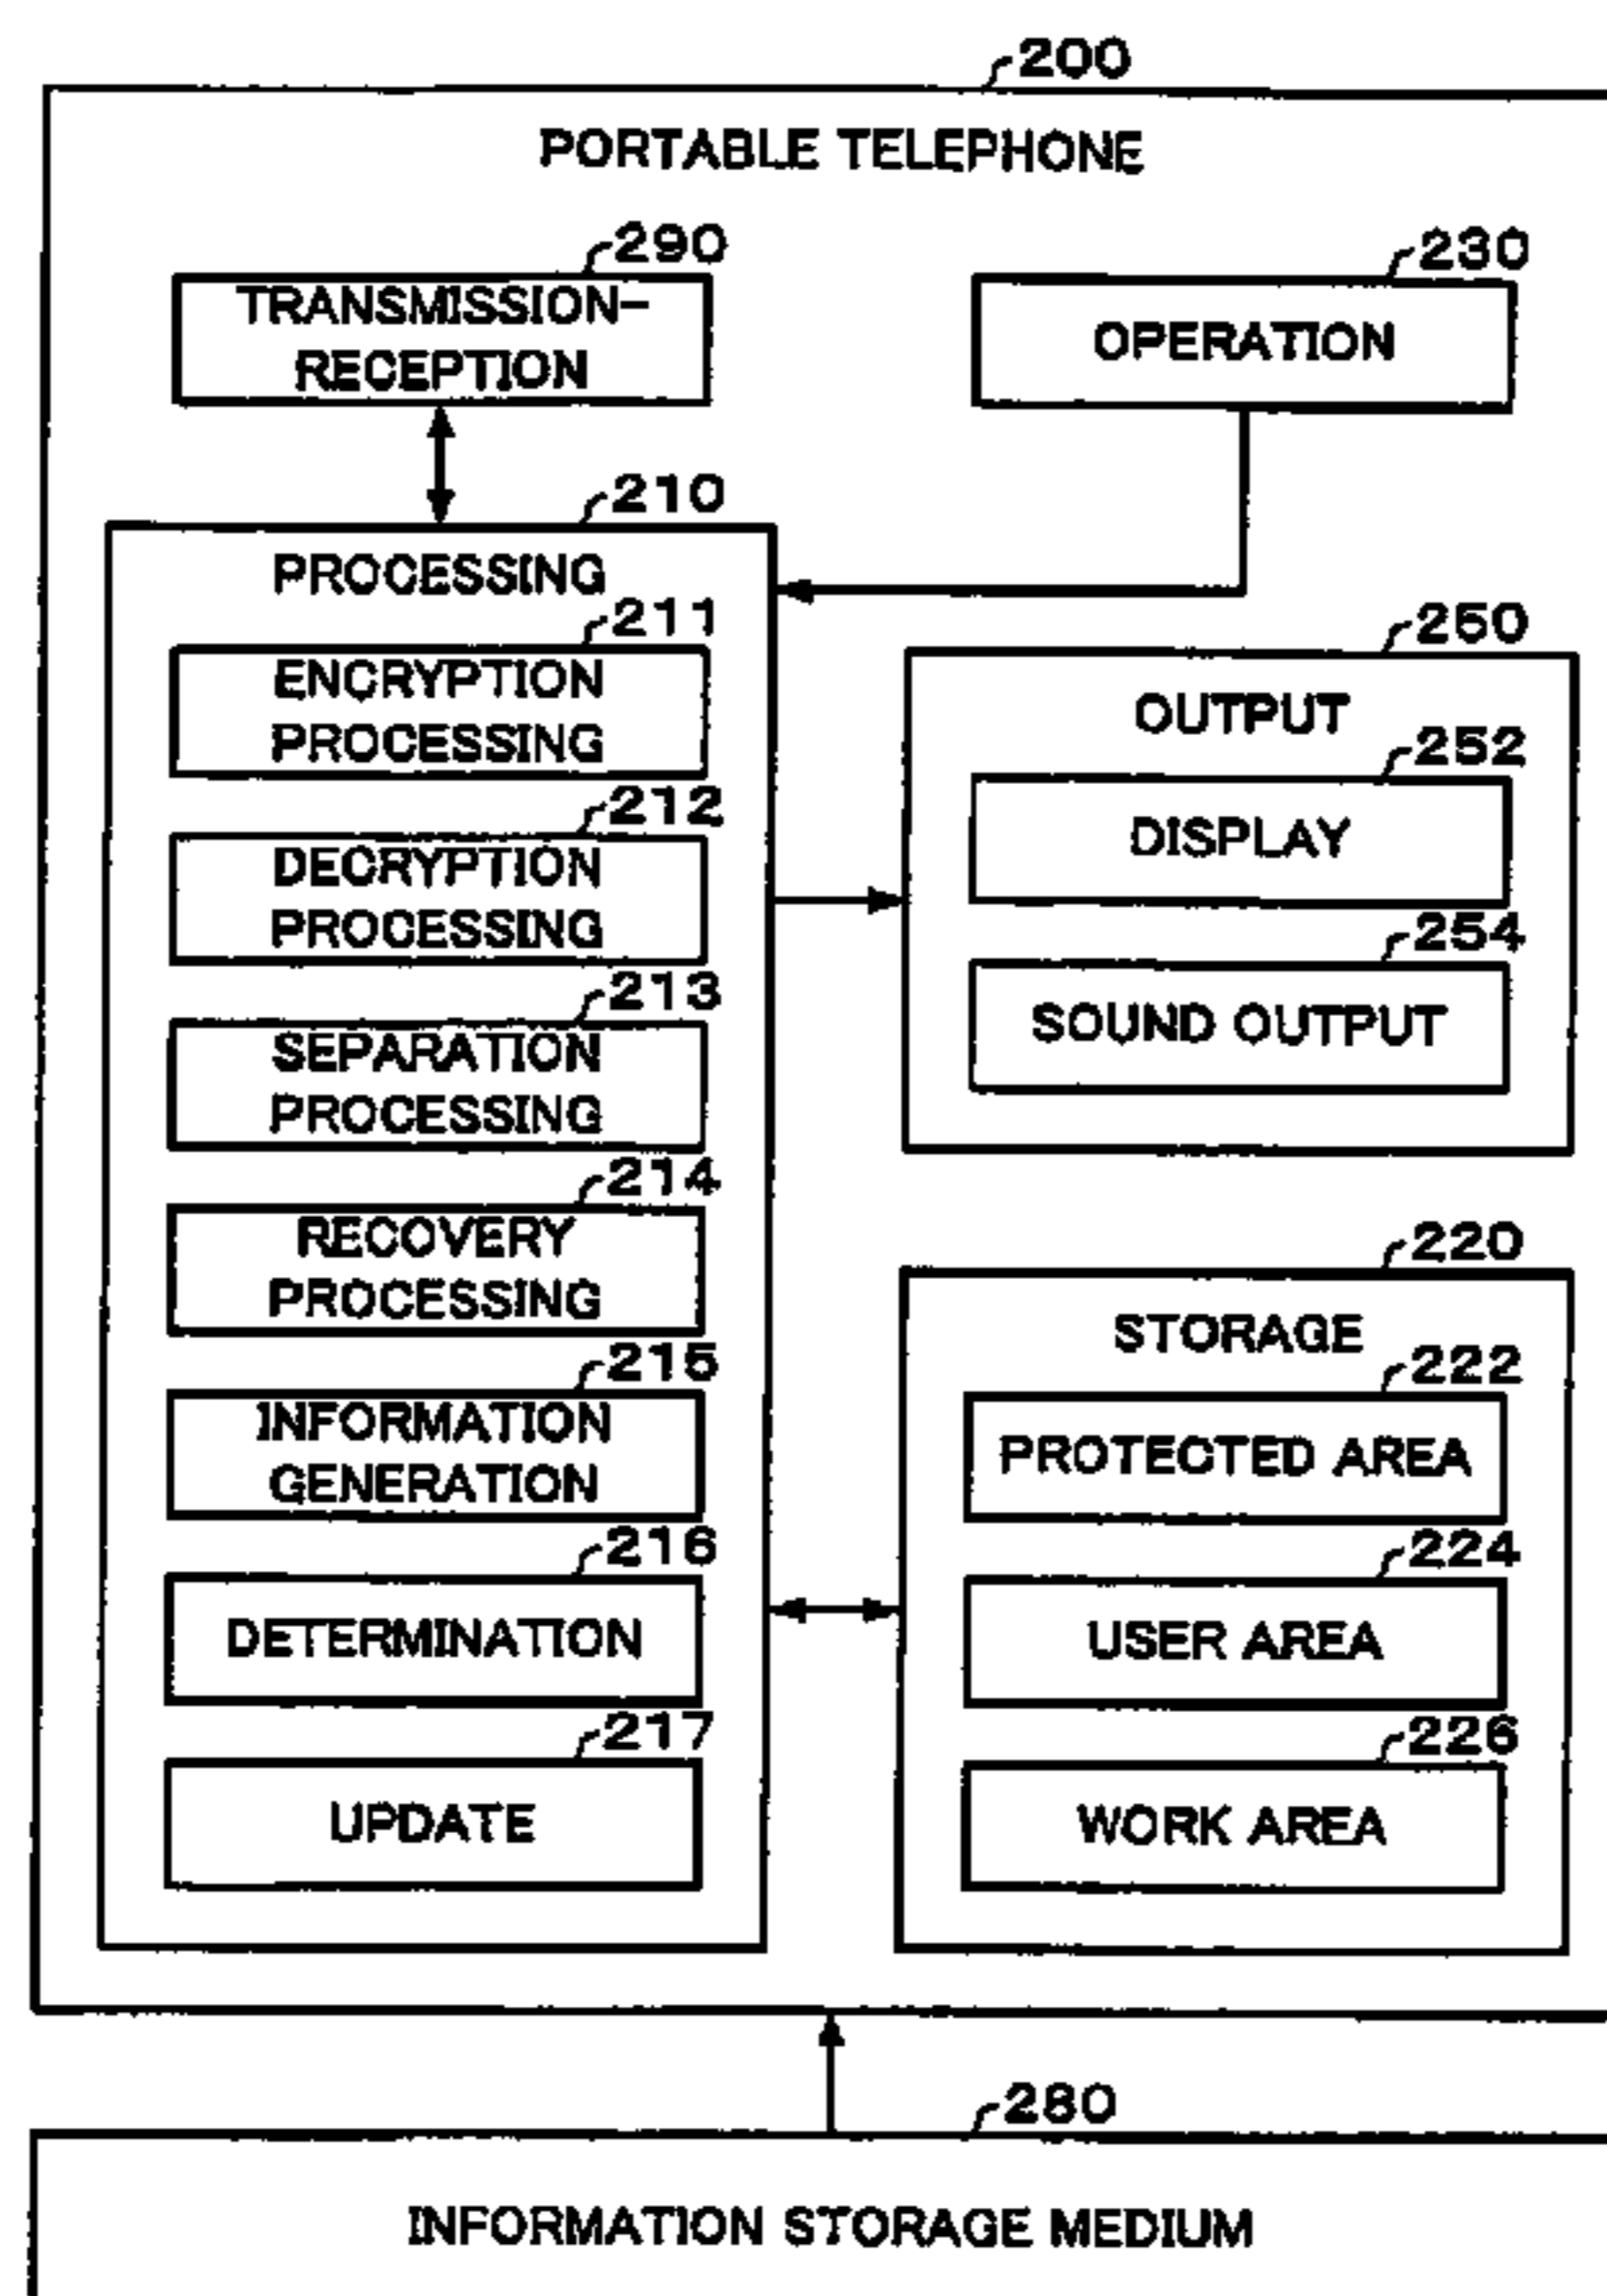 200
PORTABLE TELEPHONE
290
TRANSMISSION-
RECEPTION
230
OPERATION
210
PROCESSING
211
ENCRYPTION
PROCESSING
212
DECRYPTION
PROCESSING
213
SEPARATION
PROCESSING
214
RECOVERY
PROCESSING
215
INFORMATION
GENERATION
216
DETERMINATION
217
UPDATE
250
OUTPUT
252
DISPLAY
254
SOUND OUTPUT
220
STORAGE
222
PROTECTED AREA
224
USER AREA
226
WORK AREA
280
INFORMATION STORAGE MEDIUM